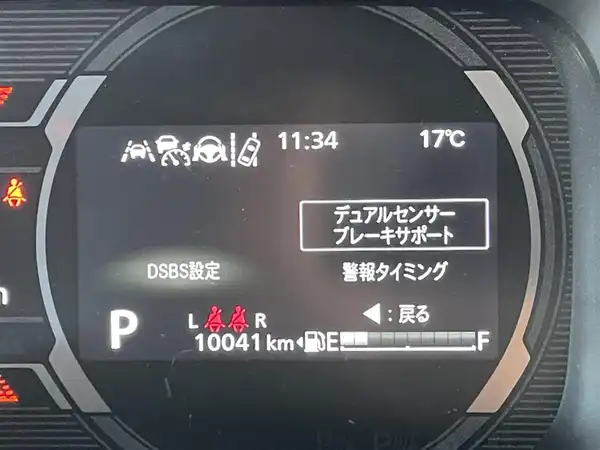 11:34 17℃
デュアルセンサー
ブレーキサポート
DSBS設定 警報タイミング
◀:戻る
P L R
10041 km E F